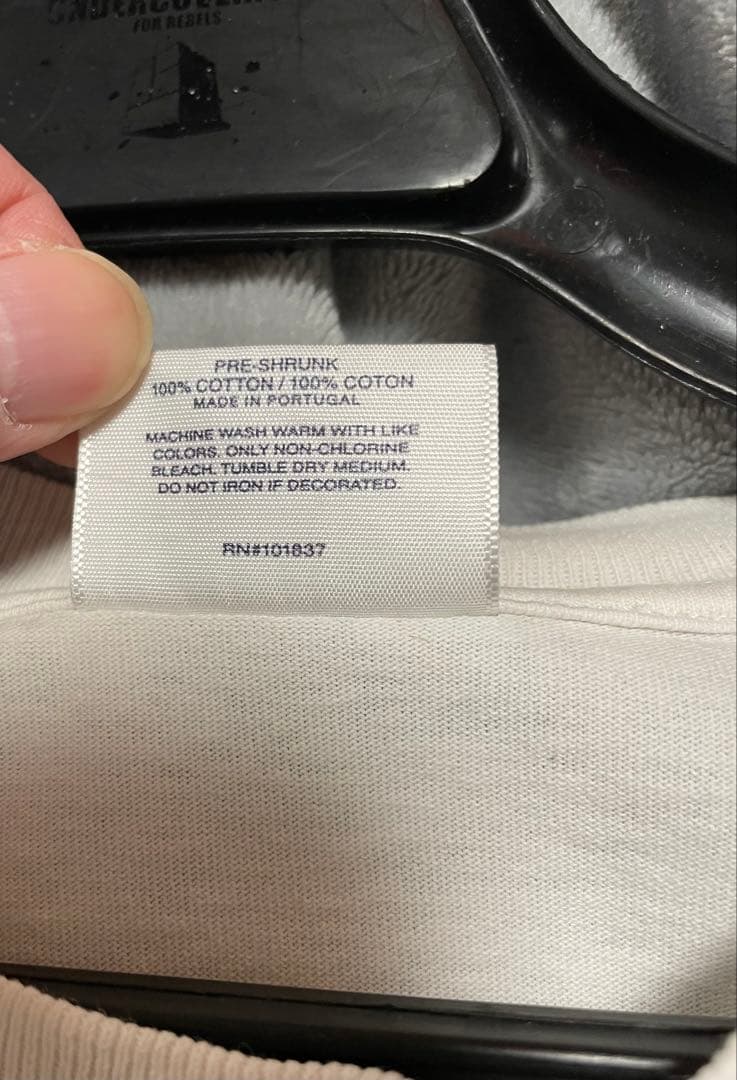 FOR REBELS
PRE-SHRUNK
100% COTTON / 100% COTON
MADE IN PORTUGAL
MACHINE WASH WARM WITH LIKE
COLORS. ONLY NON-CHLORINE
BLEACH. TUMBLE DRY MEDIUM.
DO NOT IRON IF DECORATED.
RN#101837